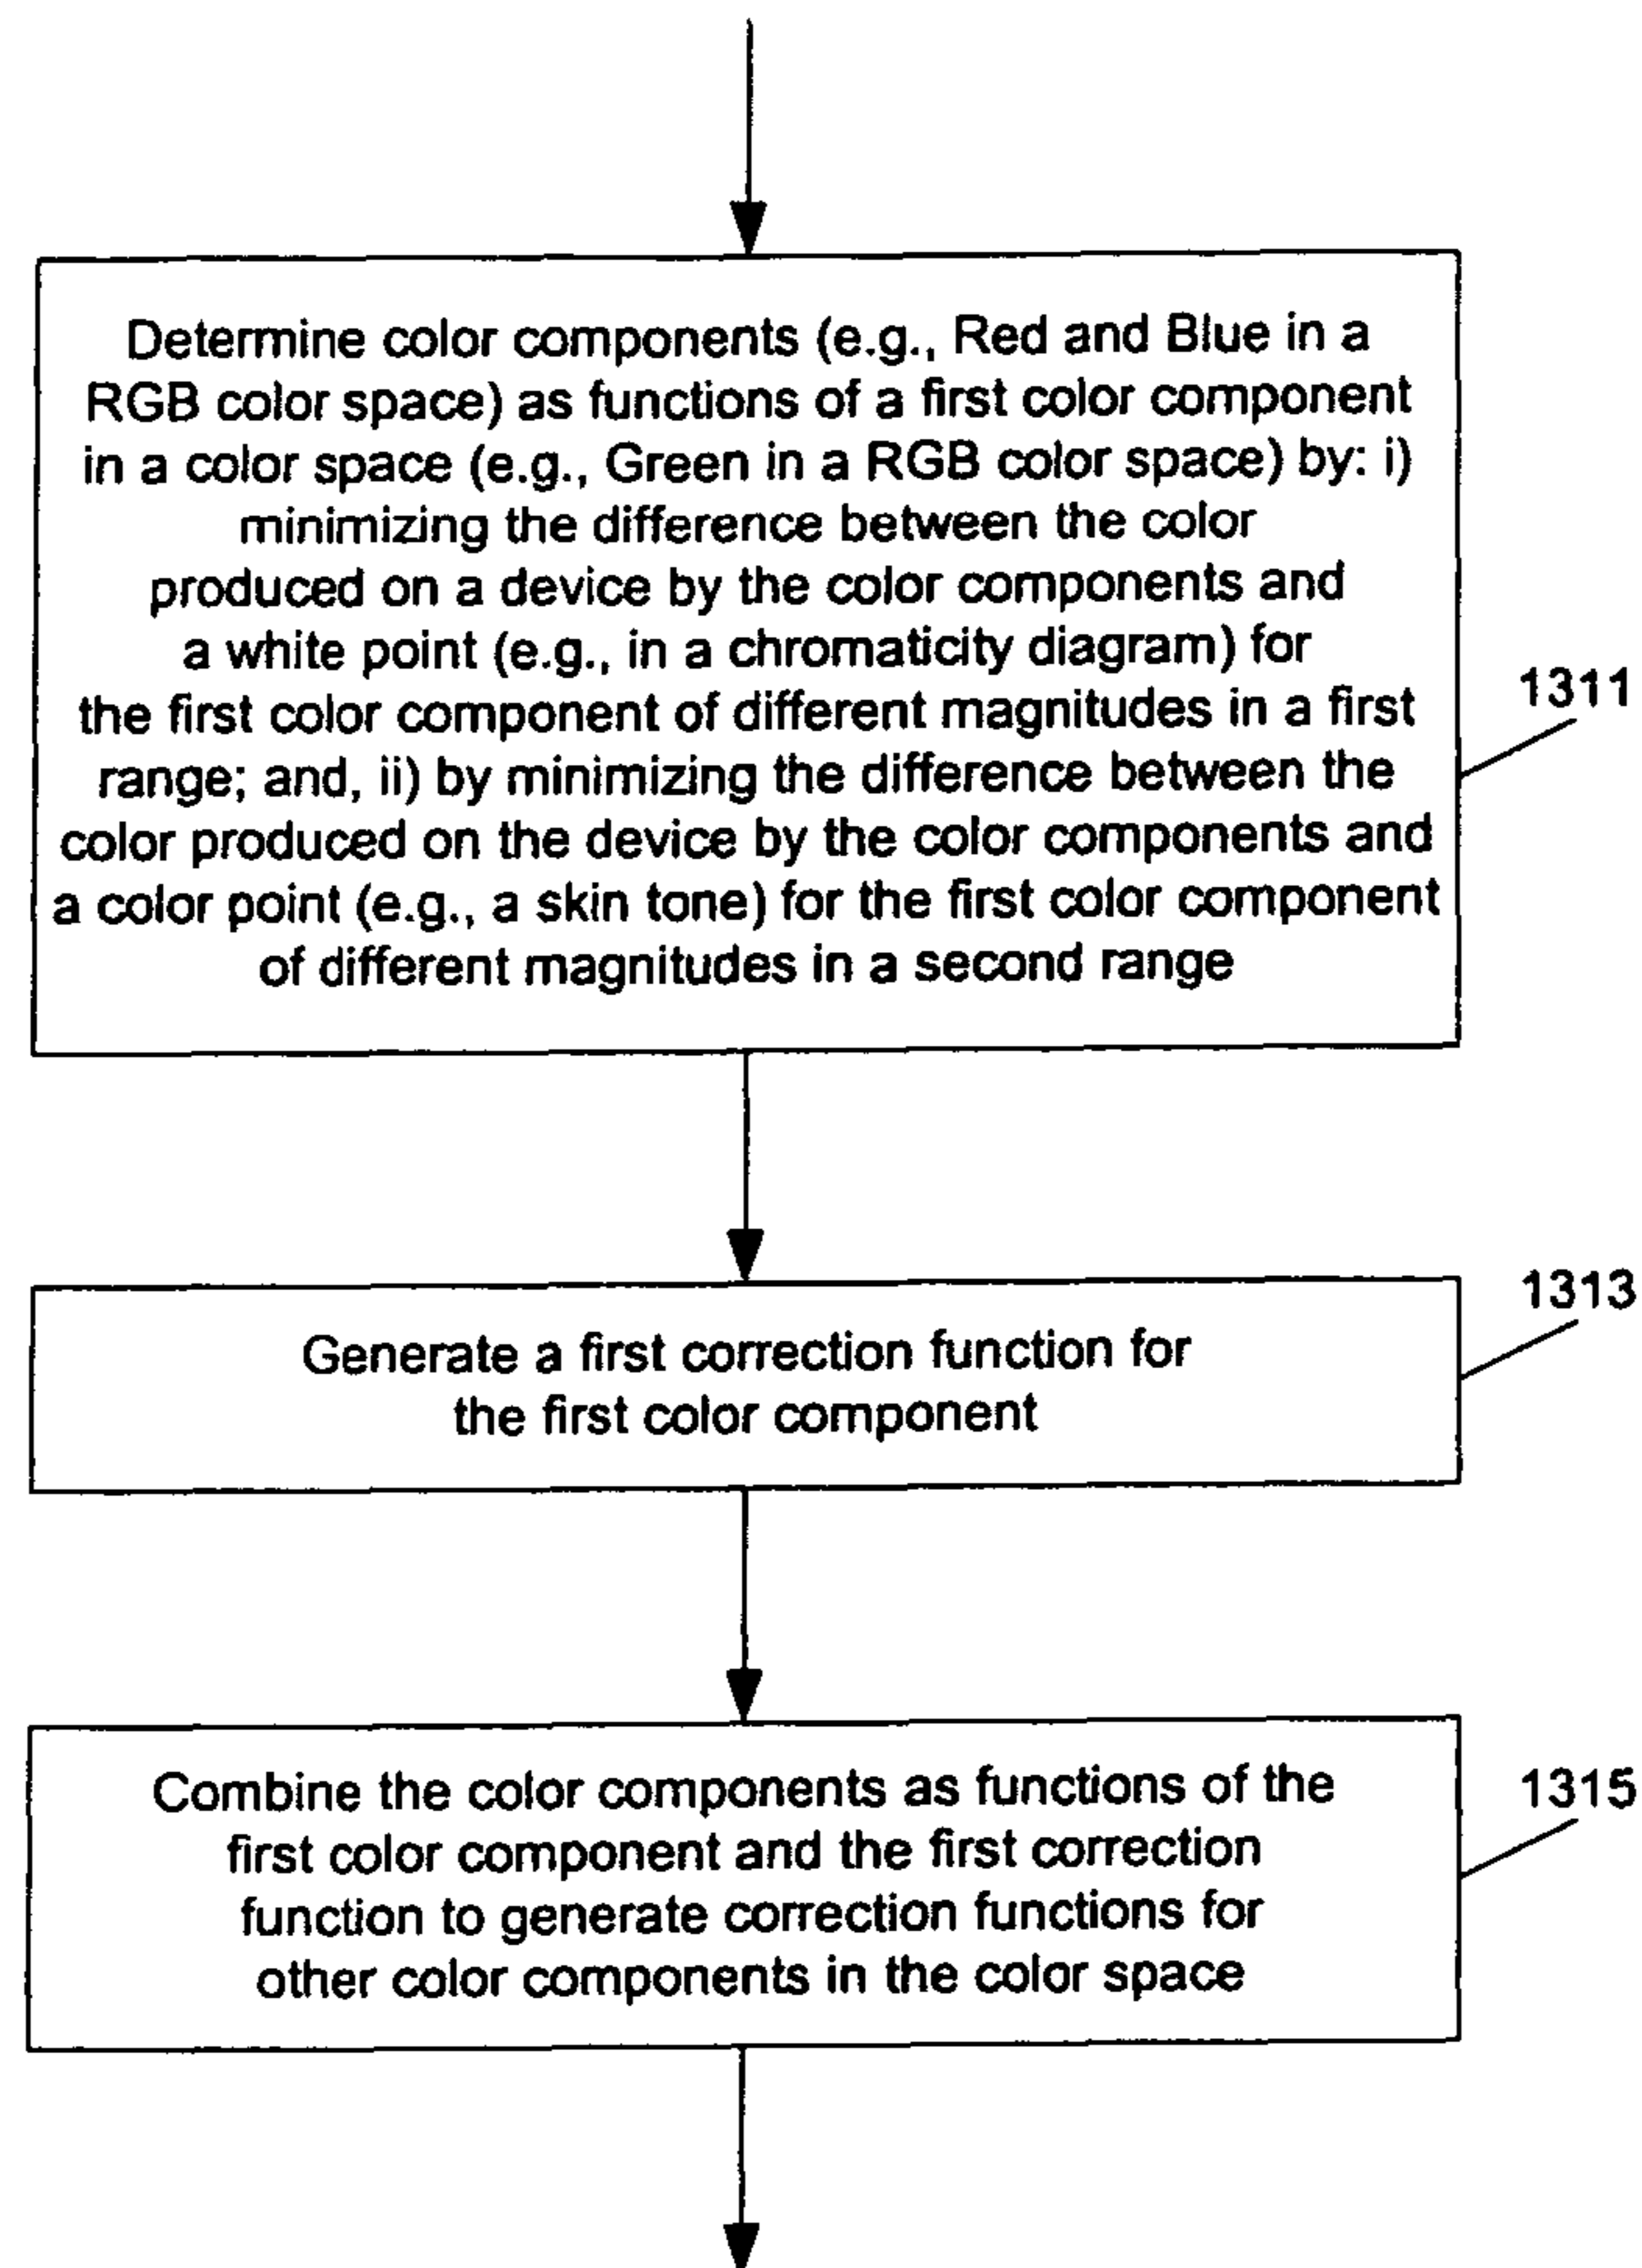 Determine color components (e.g., Red and Blue in a
RGB color space) as functions of a first color component
in a color space (e.g., Green in a RGB color space) by: i)
minimizing the difference between the color
produced on a device by the color components and
a white point (e.g., in a chromaticity diagram) for
the first color component of different magnitudes in a first
range; and, ii) by minimizing the difference between the
color produced on the device by the color components and
a color point (e.g., a skin tone) for the first color component
of different magnitudes in a second range
1311
Generate a first correction function for
the first color component
1313
Combine the color components as functions of the
first color component and the first correction
function to generate correction functions for
other color components in the color space
1315